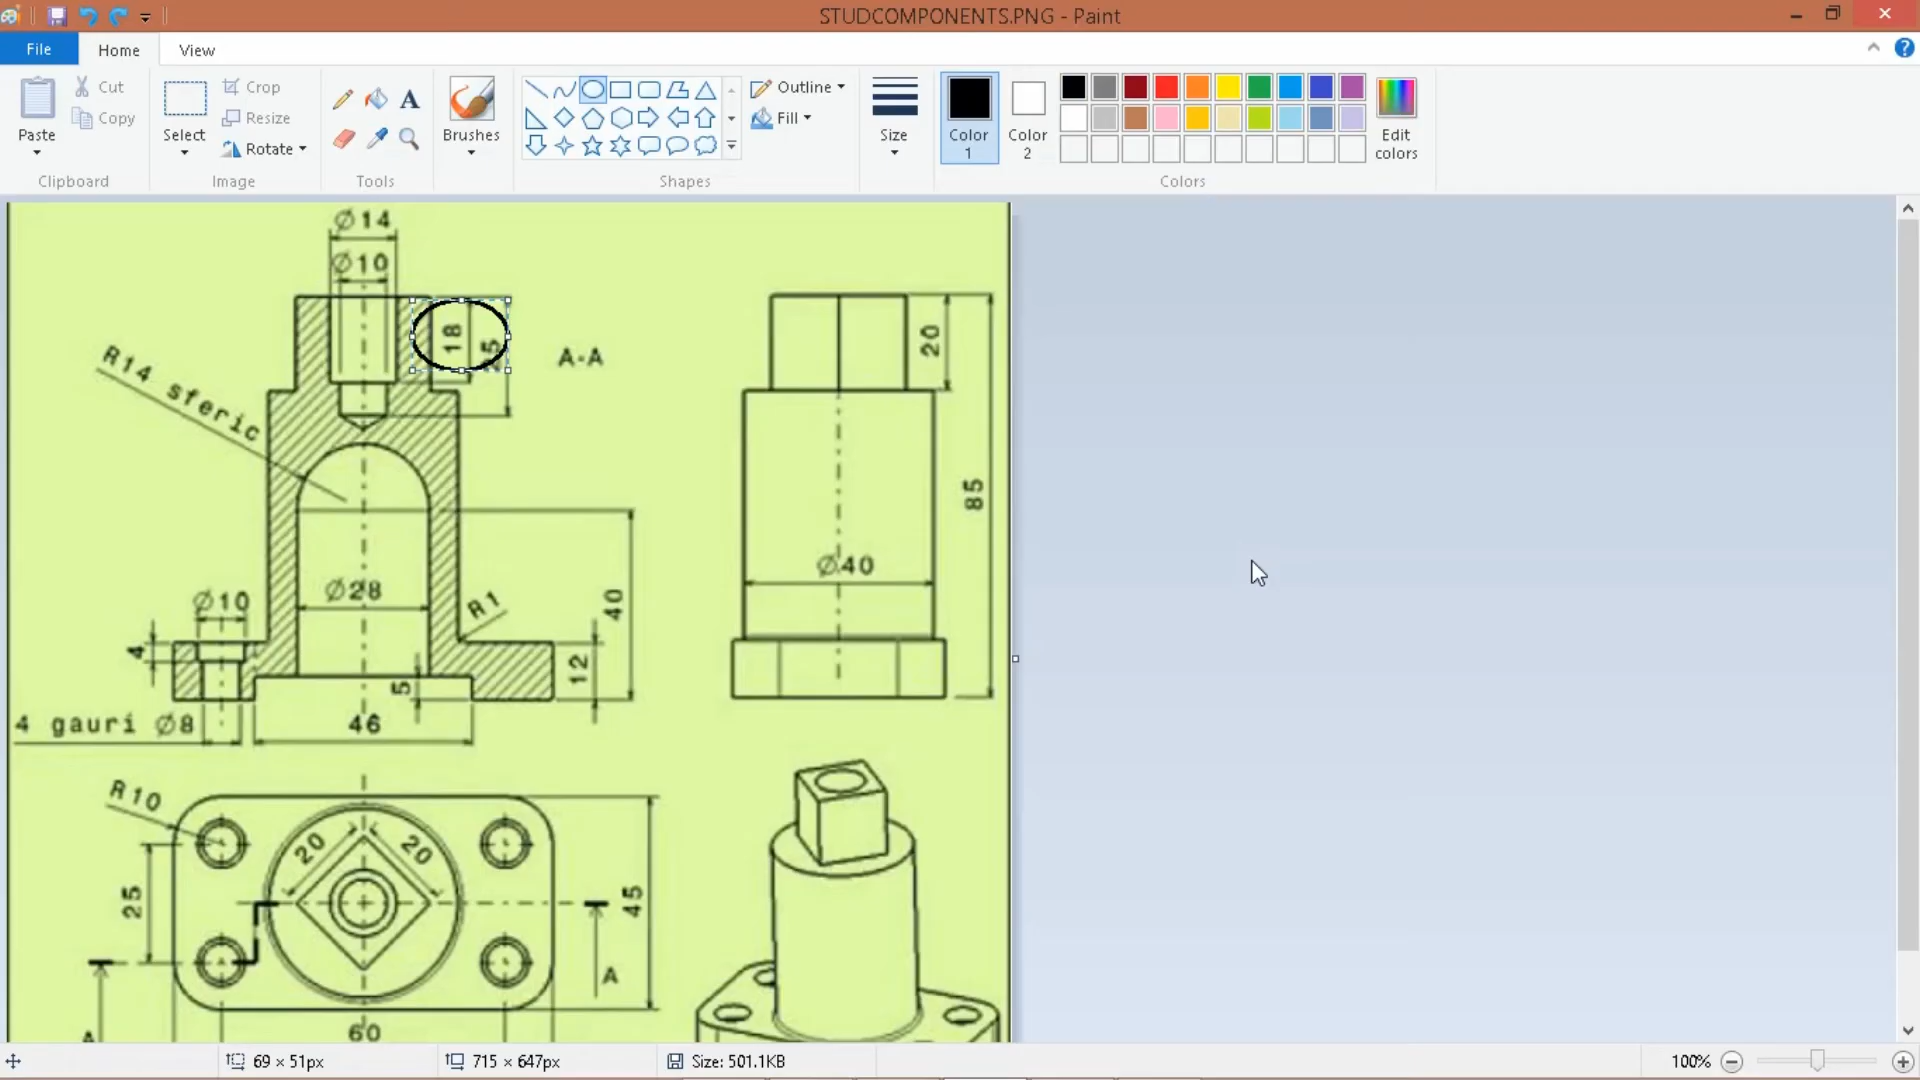 STUDCOMPONENTS.PNG - Paint
File
Home
View
Paste
Cut
Copy
Clipboard
Select
Crop
Resize
Rotate
Image
A
Tools
Brushes
Shapes
Outline
Fill
Size
Color
1
Color
2
Edit
colors
Colors
Ø14
Ø10
18
A-A
R14 sferic
Ø28
Ø10
R1
40
4
12
5
4 gauri Ø8
46
20
85
Ø40
R10
20
20
25
45
A
A
60
69 × 51px
715 × 647px
Size: 501.1KB
100%